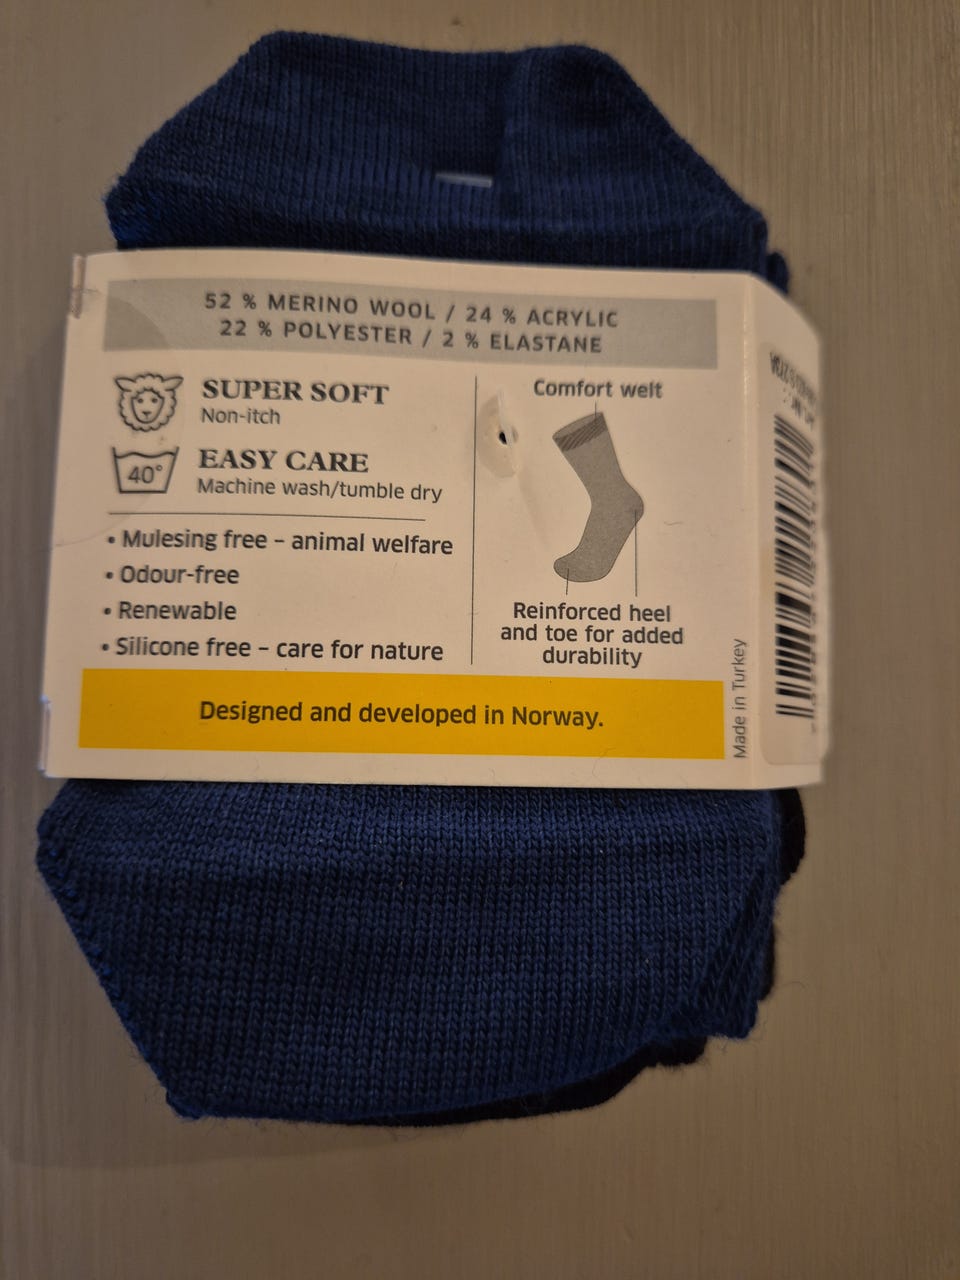 52 % MERINO WOOL / 24 % ACRYLIC
22 % POLYESTER / 2 % ELASTANE
SUPER SOFT
Non-itch
40°
EASY CARE
Machine wash/tumble dry
• Mulesing free – animal welfare
• Odour-free
• Renewable
• Silicone free – care for nature
Comfort welt
Reinforced heel
and toe for added
durability
Made in Turkey
Designed and developed in Norway.